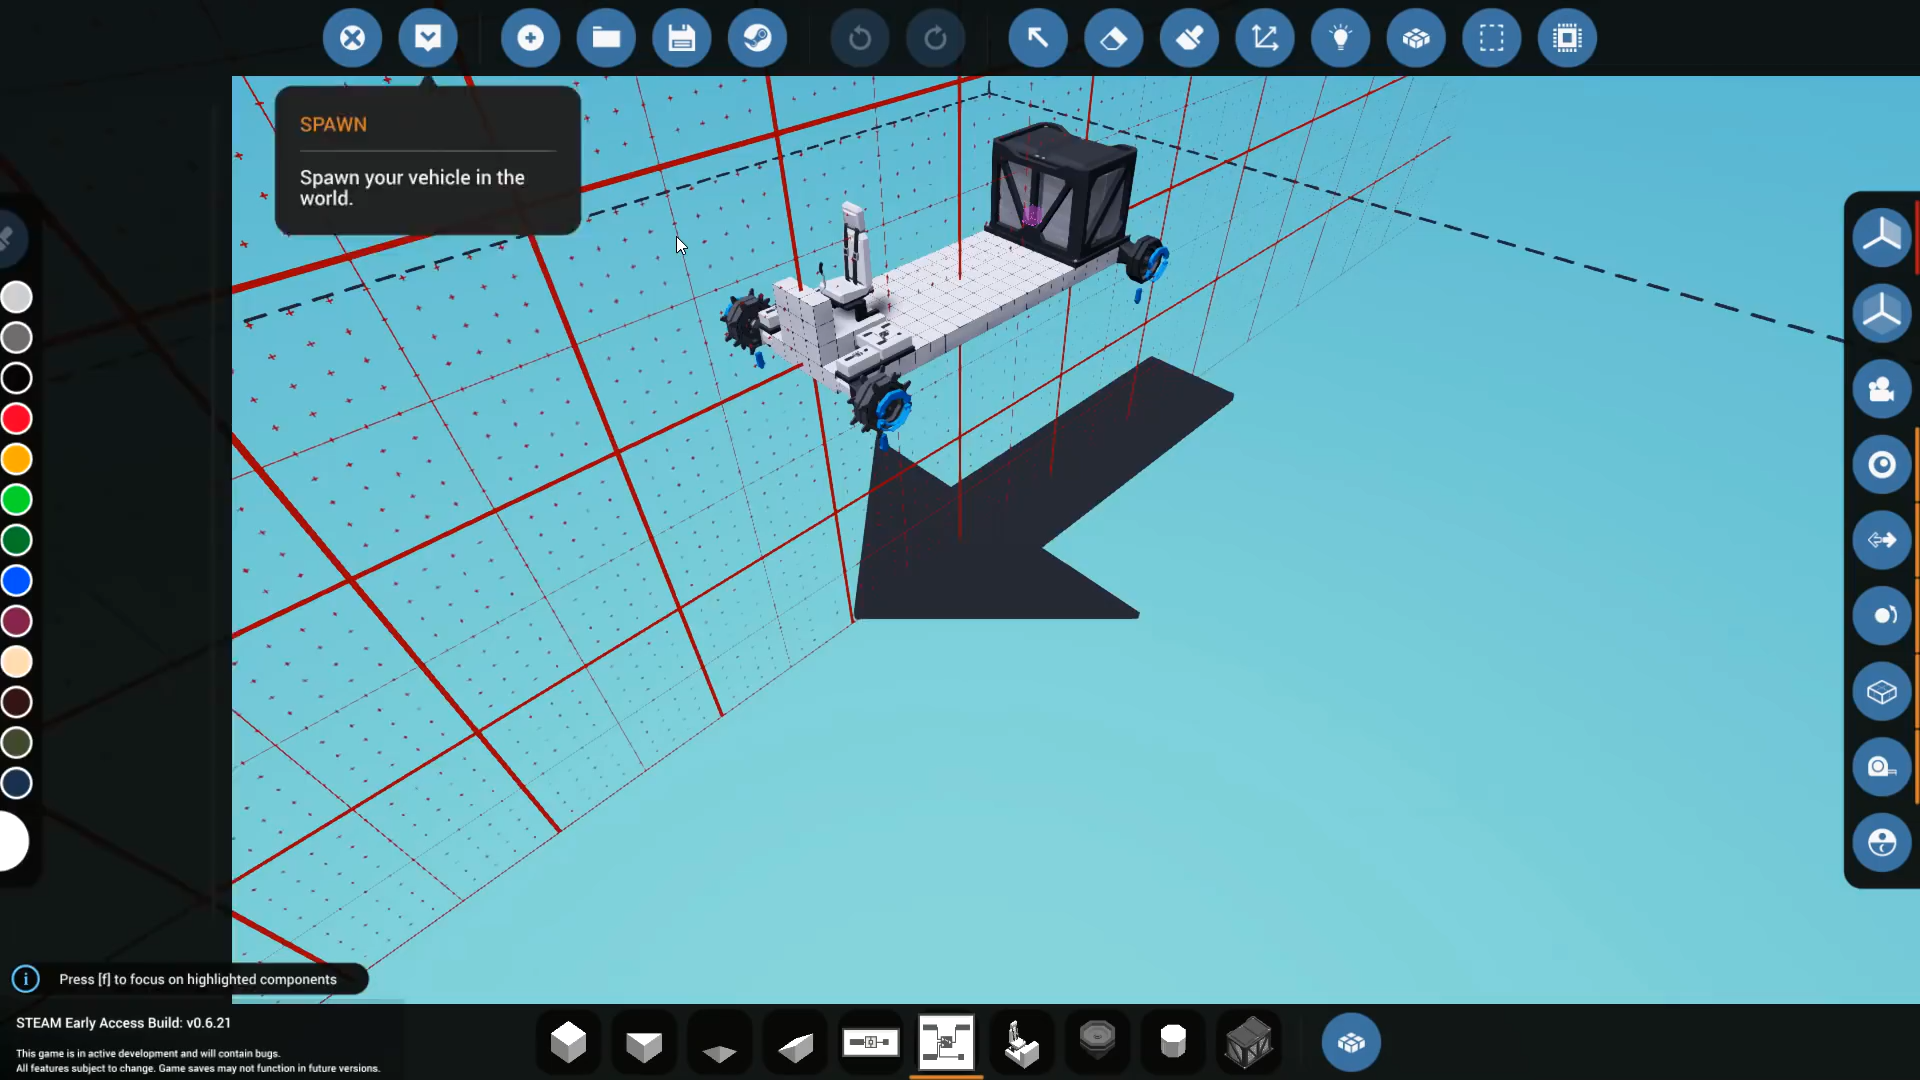 SPAWN
Spawn your vehicle in the
world.
Press [f] to focus on highlighted components
STEAM Early Access Build: v0.6.21
This game is in active development and will contain bugs.
All features subject to change. Game saves may not function in future versions.